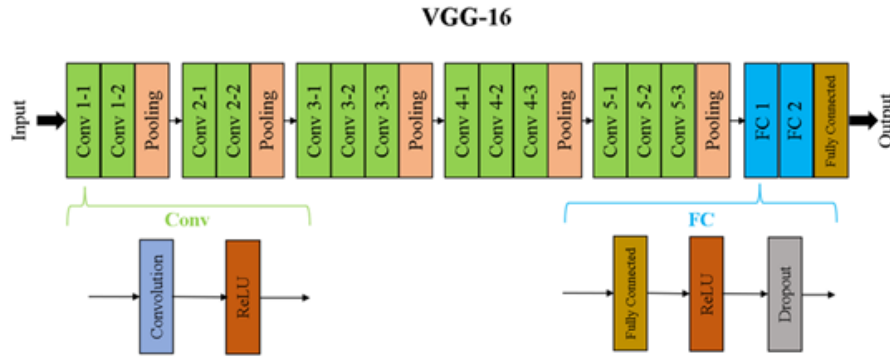 VGG-16
Input
Conv 1-1
Conv 1-2
Pooling
Conv 2-1
Conv 2-2
Pooling
Conv 3-1
Conv 3-2
Conv 3-3
Pooling
Conv 4-1
Conv 4-2
Conv 4-3
Pooling
Conv 5-1
Conv 5-2
Conv 5-3
Pooling
FC 1
FC 2
Fully Connected
Output
Conv
Convolution
ReLU
FC
Fully Connected
ReLU
Dropout